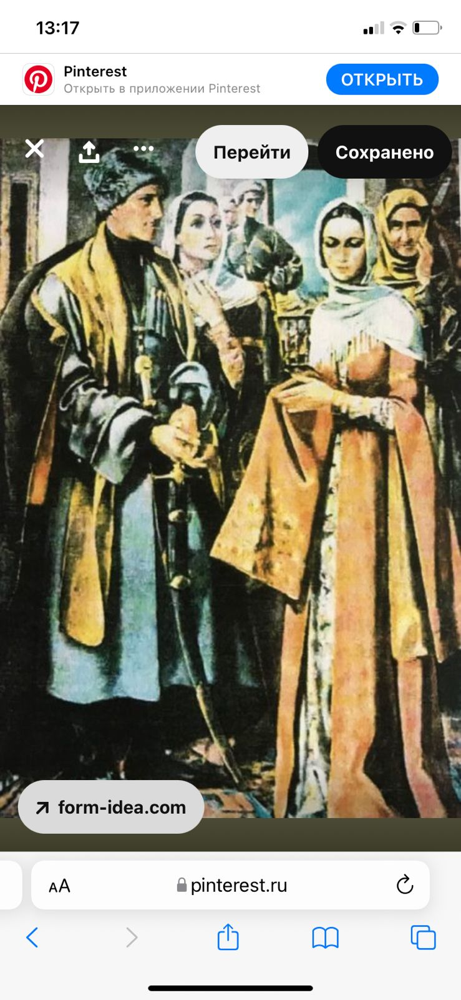 13:17
Pinterest
Открыть в приложении Pinterest
ОТКРЫТЬ
Перейти
Сохранено
form-idea.com
AA
pinterest.ru